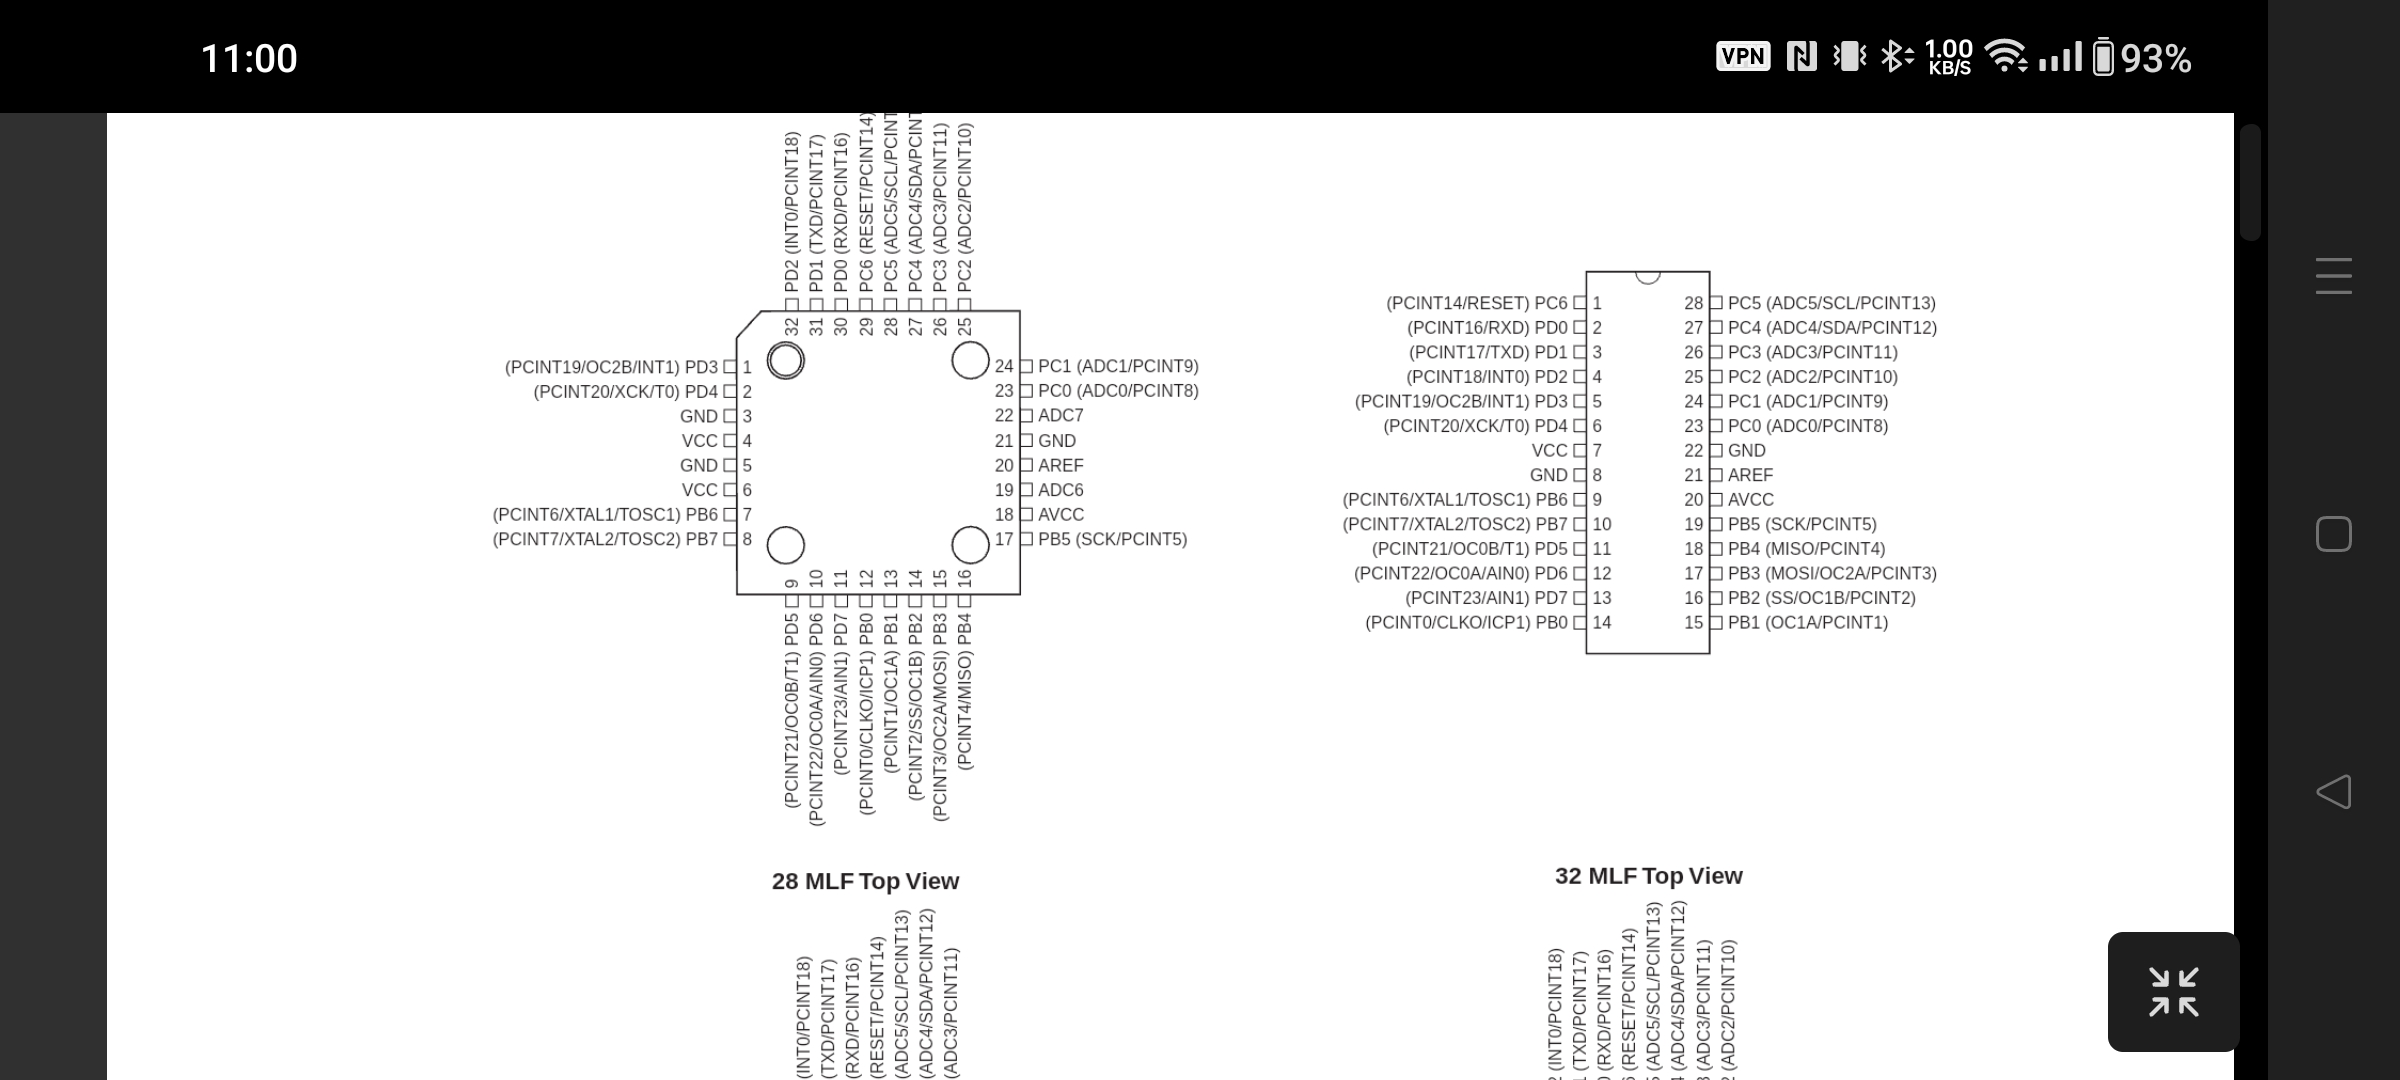 11:00
VPN
1.00 KB/S
93%
PD2 (INT0/PCINT18)
PD1 (TXD/PCINT17)
PD0 (RXD/PCINT16)
PC6 (RESET/PCINT14)
PC5 (ADC5/SCL/PCINT
PC4 (ADC4/SDA/PCINT
PC3 (ADC3/PCINT11)
PC2 (ADC2/PCINT10)
32 31 30 29 28 27 26 25
(PCINT19/OC2B/INT1) PD3 1
(PCINT20/XCK/T0) PD4 2
GND 3
VCC 4
GND 5
VCC 6
(PCINT6/XTAL1/TOSC1) PB6 7
(PCINT7/XTAL2/TOSC2) PB7 8
24 PC1 (ADC1/PCINT9)
23 PC0 (ADC0/PCINT8)
22 ADC7
21 GND
20 AREF
19 ADC6
18 AVCC
17 PB5 (SCK/PCINT5)
9 10 11 12 13 14 15 16
(PCINT21/OC0B/T1) PD5
(PCINT22/OC0A/AIN0) PD6
(PCINT23/AIN1) PD7
(PCINT0/CLKO/ICP1) PB0
(PCINT1/OC1A) PB1
(PCINT2/SS/OC1B) PB2
(PCINT3/OC2A/MOSI) PB3
(PCINT4/MISO) PB4
(PCINT14/RESET) PC6 1 28 PC5 (ADC5/SCL/PCINT13)
(PCINT16/RXD) PD0 2 27 PC4 (ADC4/SDA/PCINT12)
(PCINT17/TXD) PD1 3 26 PC3 (ADC3/PCINT11)
(PCINT18/INT0) PD2 4 25 PC2 (ADC2/PCINT10)
(PCINT19/OC2B/INT1) PD3 5 24 PC1 (ADC1/PCINT9)
(PCINT20/XCK/T0) PD4 6 23 PC0 (ADC0/PCINT8)
VCC 7 22 GND
GND 8 21 AREF
(PCINT6/XTAL1/TOSC1) PB6 9 20 AVCC
(PCINT7/XTAL2/TOSC2) PB7 10 19 PB5 (SCK/PCINT5)
(PCINT21/OC0B/T1) PD5 11 18 PB4 (MISO/PCINT4)
(PCINT22/OC0A/AIN0) PD6 12 17 PB3 (MOSI/OC2A/PCINT3)
(PCINT23/AIN1) PD7 13 16 PB2 (SS/OC1B/PCINT2)
(PCINT0/CLKO/ICP1) PB0 14 15 PB1 (OC1A/PCINT1)
28 MLF Top View
(INT0/PCINT18)
(TXD/PCINT17)
(RXD/PCINT16)
(RESET/PCINT14)
(ADC5/SCL/PCINT13)
(ADC4/SDA/PCINT12)
(ADC3/PCINT11)
32 MLF Top View
(INT0/PCINT18)
(TXD/PCINT17)
(RXD/PCINT16)
(RESET/PCINT14)
(ADC5/SCL/PCINT13)
(ADC4/SDA/PCINT12)
(ADC3/PCINT11)
(ADC2/PCINT10)